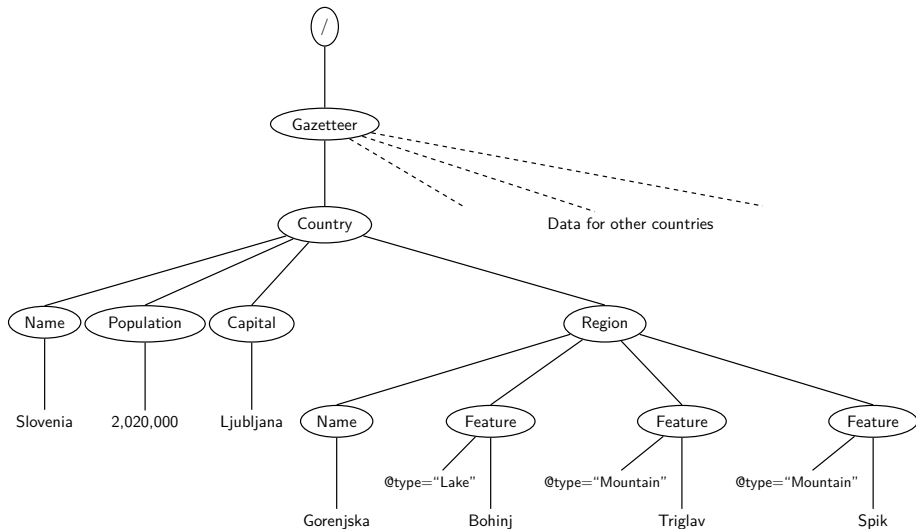 /
Gazetteer
Country
Data for other countries
Name Population Capital Region
Slovenia 2,020,000 Ljubljana Name Feature Feature Feature
@type=“Lake” @type=“Mountain” @type=“Mountain”
Gorenjska Bohinj Triglav Spik